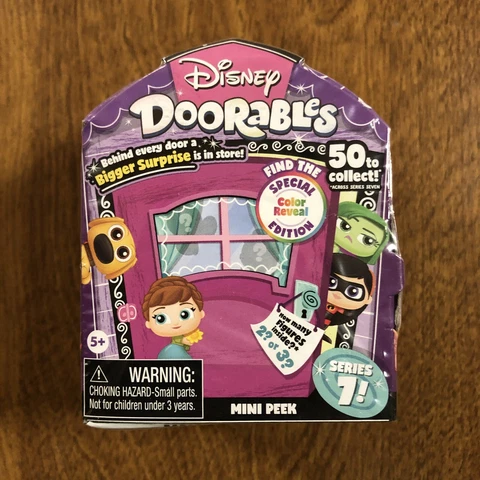 Disney
DOORABLES
Behind every door a
Bigger Surprise is in store!
50 to
collect!
*ACROSS SERIES SEVEN
FIND THE
SPECIAL
Color
Reveal
EDITION
?
?
How many
figures
inside?*
2? or 3?
5+
WARNING:
CHOKING HAZARD-Small parts.
Not for children under 3 years.
SERIES
7!
MINI PEEK